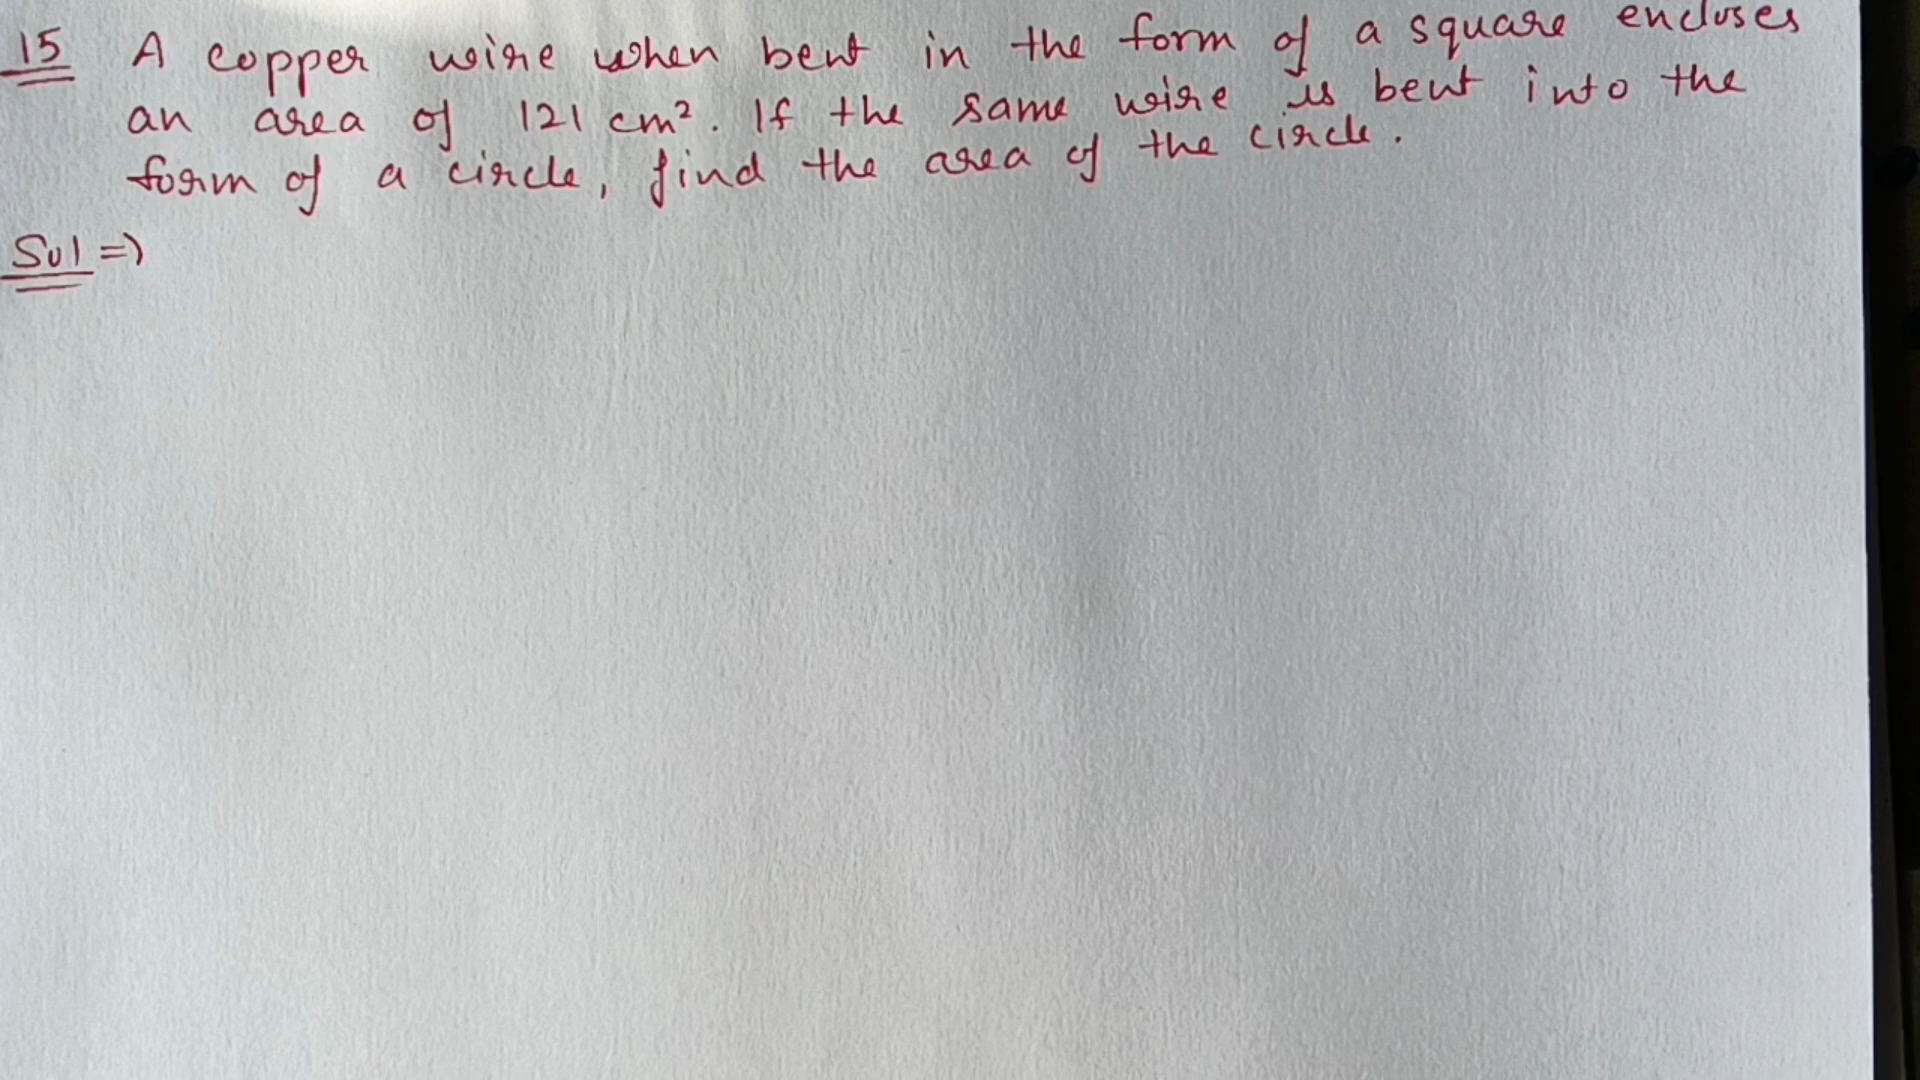 15 A copper wire when bent in the form of a square encloses
an area of 121 cm². If the same wire is bent into the
form of a circle, find the area of the circle.
Sol =>